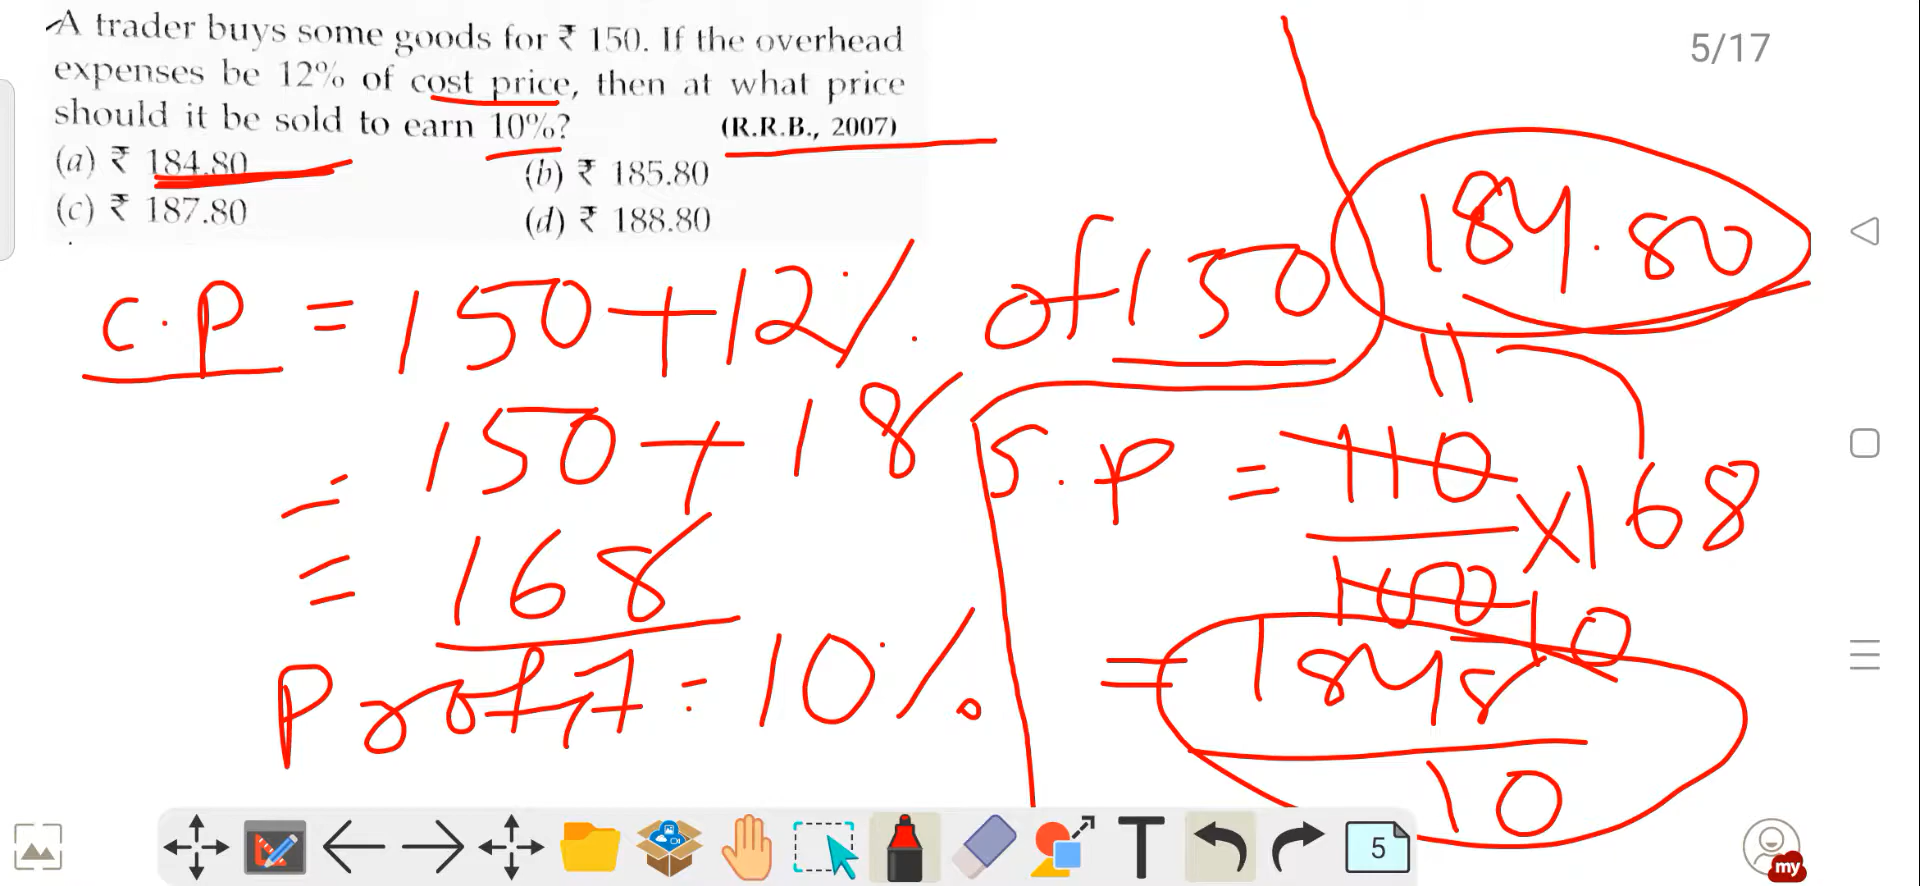 A trader buys some goods for ₹ 150. If the overhead
expenses be 12% of cost price, then at what price
should it be sold to earn 10%? (R.R.B., 2007)
(a) ₹ 184.80 (b) ₹ 185.80
(c) ₹ 187.80 (d) ₹ 188.80
5/17
184.80
C.P = 150 + 12% of 150
= 150 + 18
= 168
Profit = 10%
S.P = 110/100 × 168
10
= 1848/10
T
5
my